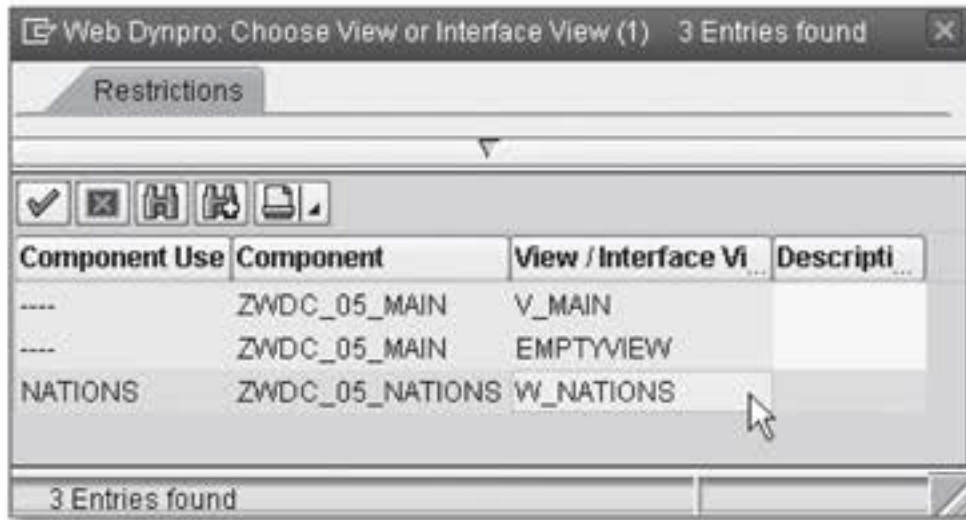 Web Dynpro: Choose View or Interface View (1) 3 Entries found
Restrictions
Component Use Component View / Interface Vi... Descripti...
---- ZWDC_05_MAIN V_MAIN
---- ZWDC_05_MAIN EMPTYVIEW
NATIONS ZWDC_05_NATIONS W_NATIONS
3 Entries found